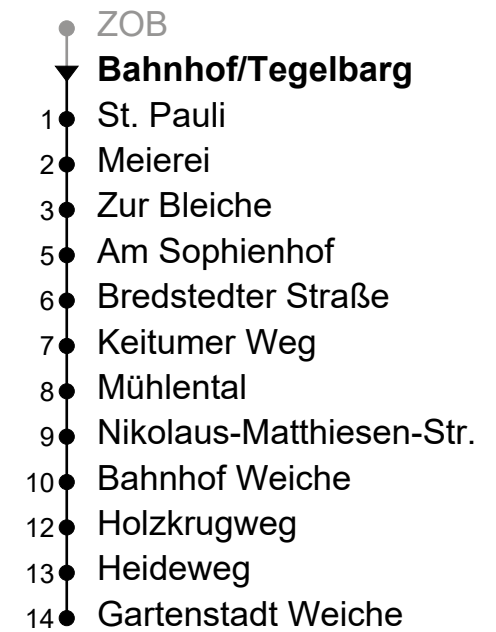 ZOB
Bahnhof/Tegelbarg
1 St. Pauli
2 Meierei
3 Zur Bleiche
5 Am Sophienhof
6 Bredstedter Straße
7 Keitumer Weg
8 Mühlental
9 Nikolaus-Matthiesen-Str.
10 Bahnhof Weiche
12 Holzkrugweg
13 Heideweg
14 Gartenstadt Weiche